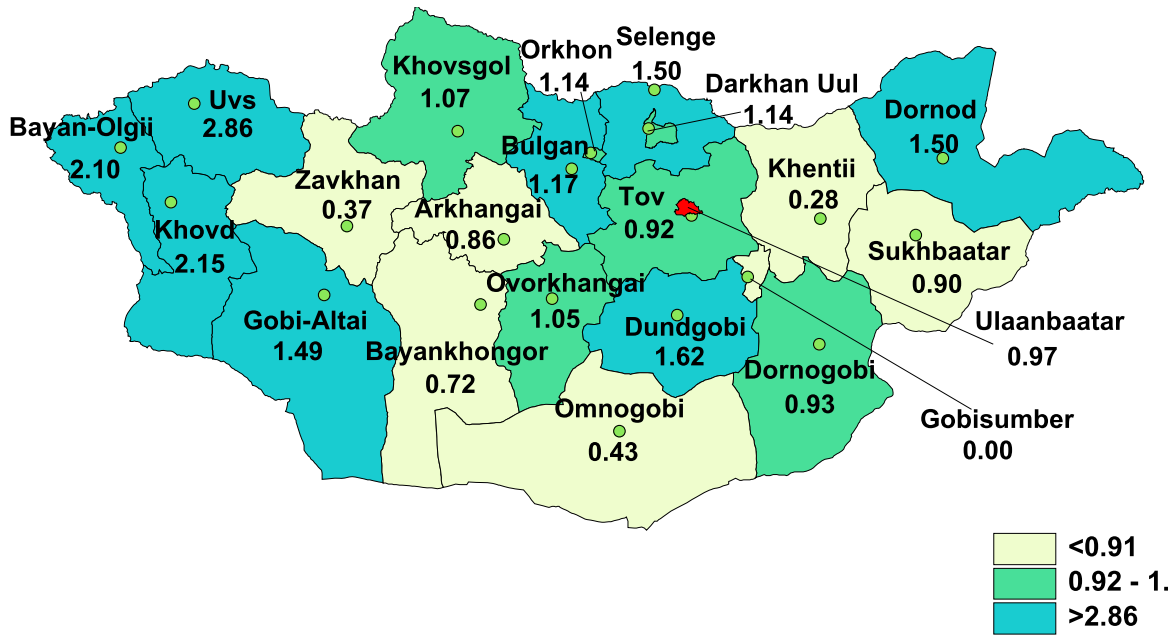 Khovsgol
1.07
Orkhon
1.14
Selenge
1.50
Darkhan Uul
1.14
Uvs
2.86
Bayan-Olgii
2.10
Dornod
1.50
Bulgan
1.17
Khentii
0.28
Zavkhan
0.37
Arkhangai
0.86
Tov
0.92
Khovd
2.15
Sukhbaatar
0.90
Ovorkhangai
1.05
Gobi-Altai
1.49
Dundgobi
1.62
Ulaanbaatar
0.97
Bayankhongor
0.72
Dornogobi
0.93
Omnogobi
0.43
Gobisumber
0.00
<0.91
0.92 - 1.
>2.86